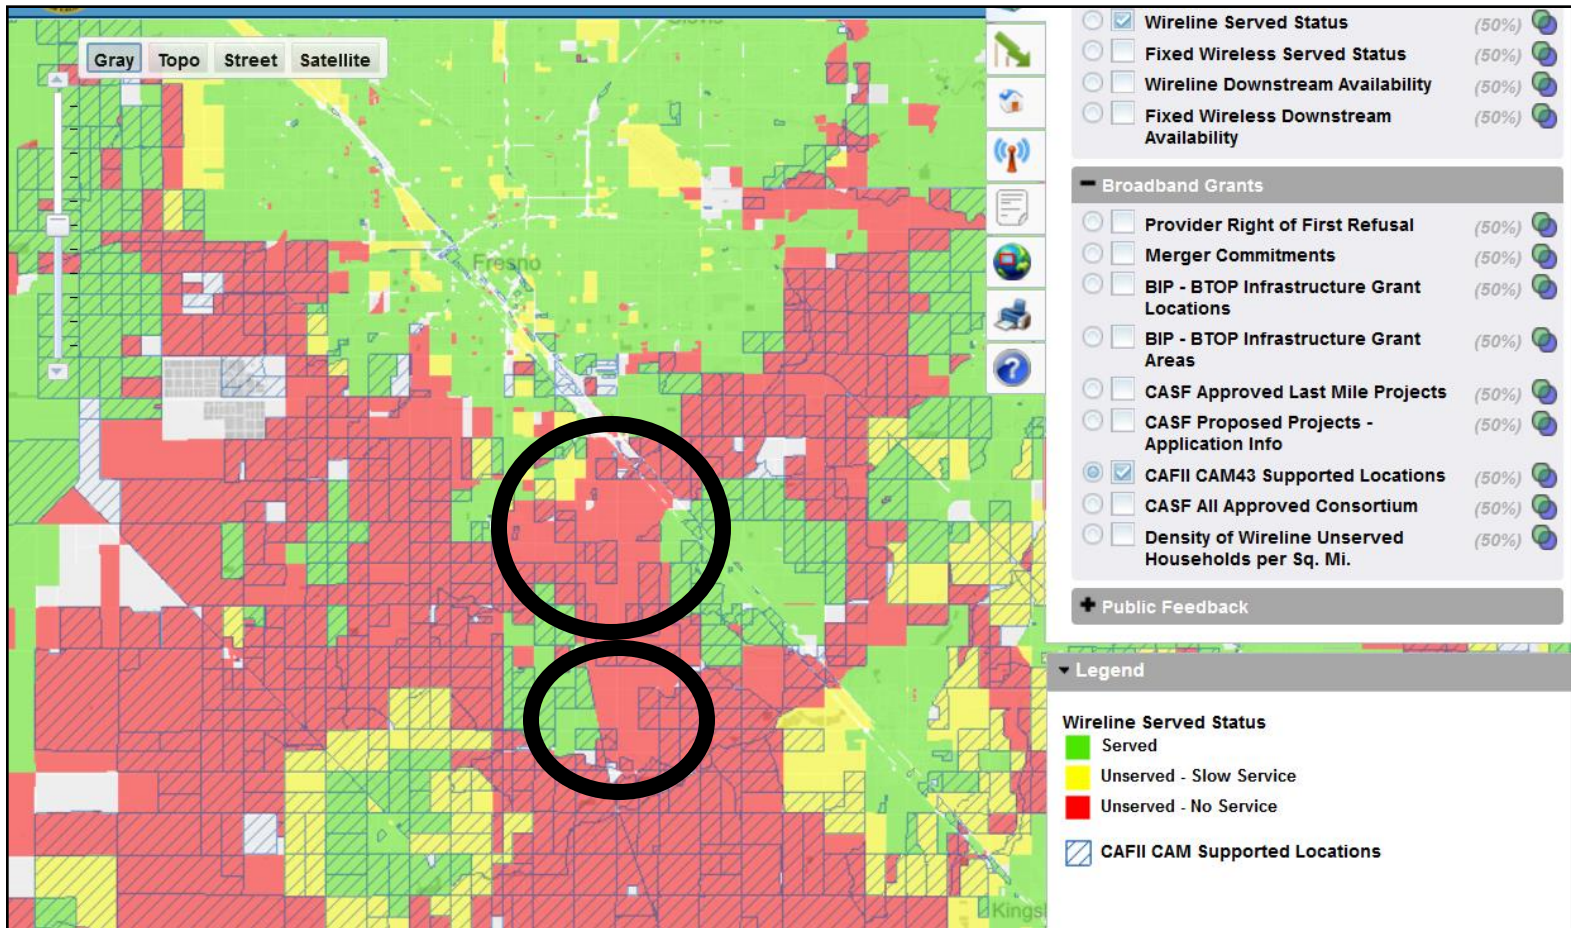 Clovis
Gray Topo Street Satellite
Fresno
Kings
Wireline Served Status (50%)
Fixed Wireless Served Status (50%)
Wireline Downstream Availability (50%)
Fixed Wireless Downstream (50%)
Availability
Broadband Grants
Provider Right of First Refusal (50%)
Merger Commitments (50%)
BIP - BTOP Infrastructure Grant (50%)
Locations
BIP - BTOP Infrastructure Grant (50%)
Areas
CASF Approved Last Mile Projects (50%)
CASF Proposed Projects - (50%)
Application Info
CAFII CAM43 Supported Locations (50%)
CASF All Approved Consortium (50%)
Density of Wireline Unserved (50%)
Households per Sq. Mi.
Public Feedback
Legend
Wireline Served Status
Served
Unserved - Slow Service
Unserved - No Service
CAFII CAM Supported Locations